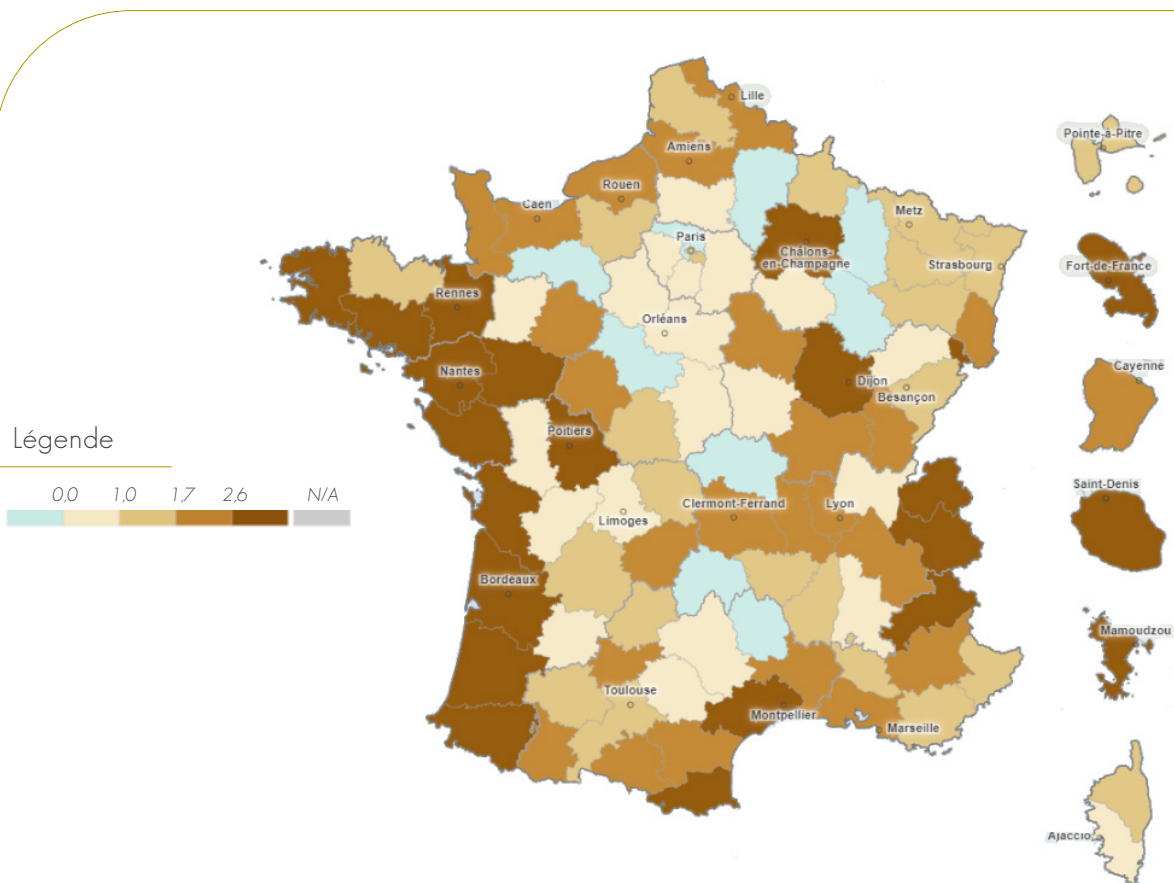 Lille
Pointe-à-Pitre
Amiens
Rouen
Caen
Metz
Paris
Châlons-
en-Champagne
Strasbourg
Fort-de-France
Rennes
Orléans
Nantes
Dijon
Besançon
Cayenne
Légende
Poitiers
0,0 1,0 1,7 2,6 N/A
Saint-Denis
Clermont-Ferrand
Lyon
Limoges
Bordeaux
Mamoudzou
Toulouse
Montpellier
Marseille
Ajaccio